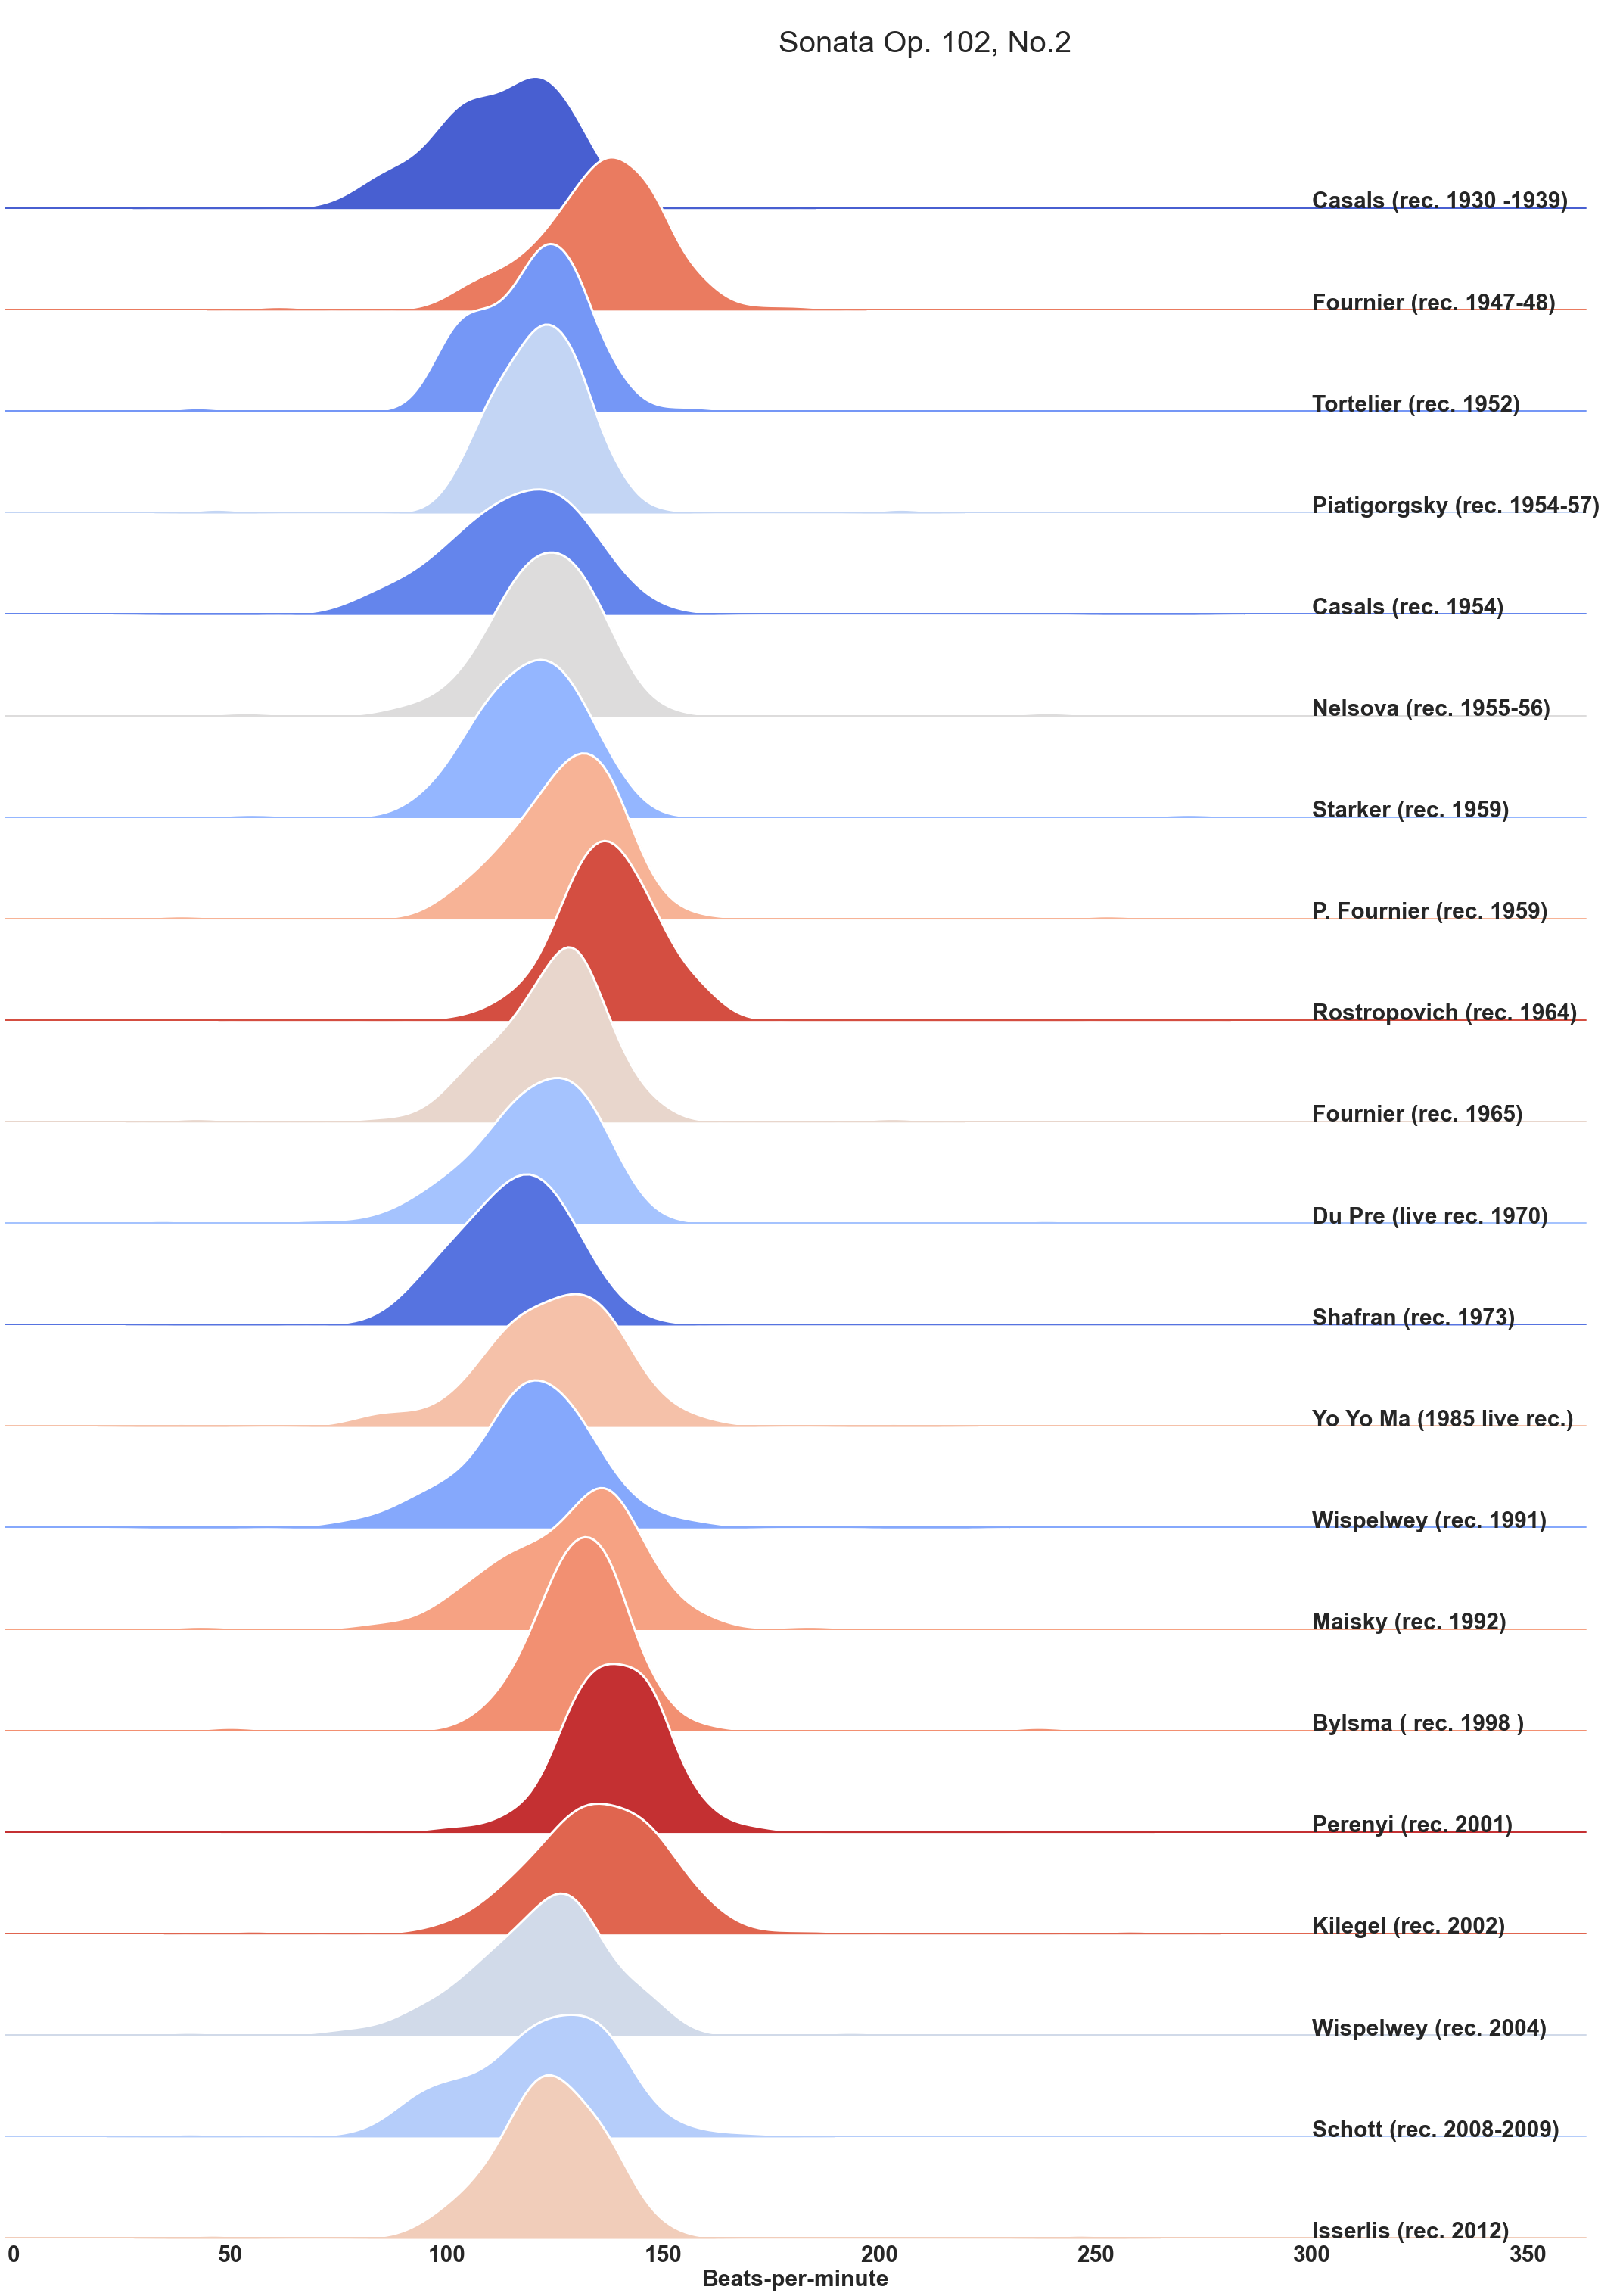 Sonata Op. 102, No.2
Casals (rec. 1930 -1939)
Fournier (rec. 1947-48)
Tortelier (rec. 1952)
Piatigorgsky (rec. 1954-57)
Casals (rec. 1954)
Nelsova (rec. 1955-56)
Starker (rec. 1959)
P. Fournier (rec. 1959)
Rostropovich (rec. 1964)
Fournier (rec. 1965)
Du Pre (live rec. 1970)
Shafran (rec. 1973)
Yo Yo Ma (1985 live rec.)
Wispelwey (rec. 1991)
Maisky (rec. 1992)
Bylsma ( rec. 1998 )
Perenyi (rec. 2001)
Kilegel (rec. 2002)
Wispelwey (rec. 2004)
Schott (rec. 2008-2009)
Isserlis (rec. 2012)
0 50 100 150 200 250 300 350
Beats-per-minute